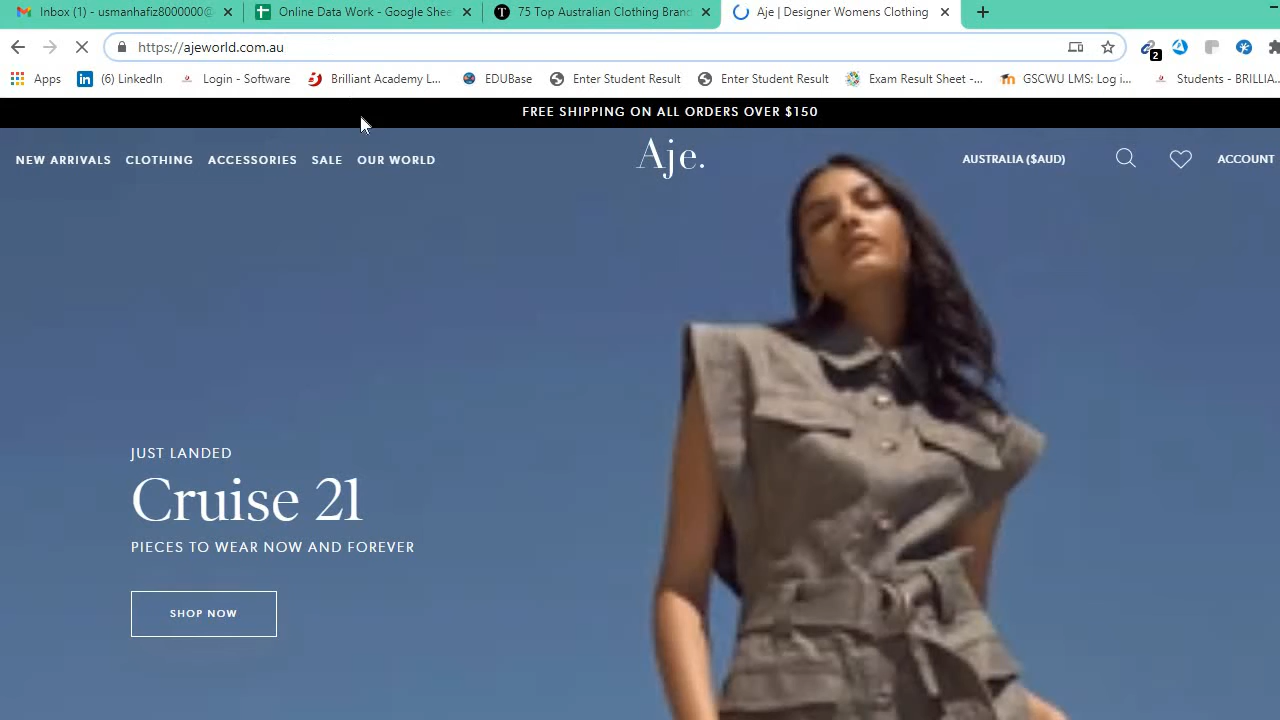 Inbox (1) - usmanhafiz8000000@
Online Data Work - Google Shee
75 Top Australian Clothing Brand
Aje | Designer Womens Clothing
https://ajeworld.com.au
2
Apps
(6) LinkedIn
Login - Software
Brilliant Academy L...
EDUBase
Enter Student Result
Enter Student Result
Exam Result Sheet -...
GSCWU LMS: Log i...
Students - BRILLIA
FREE SHIPPING ON ALL ORDERS OVER $150
NEW ARRIVALS CLOTHING ACCESSORIES SALE OUR WORLD
Aje.
AUSTRALIA ($AUD)
ACCOUNT
JUST LANDED
Cruise 21
PIECES TO WEAR NOW AND FOREVER
SHOP NOW